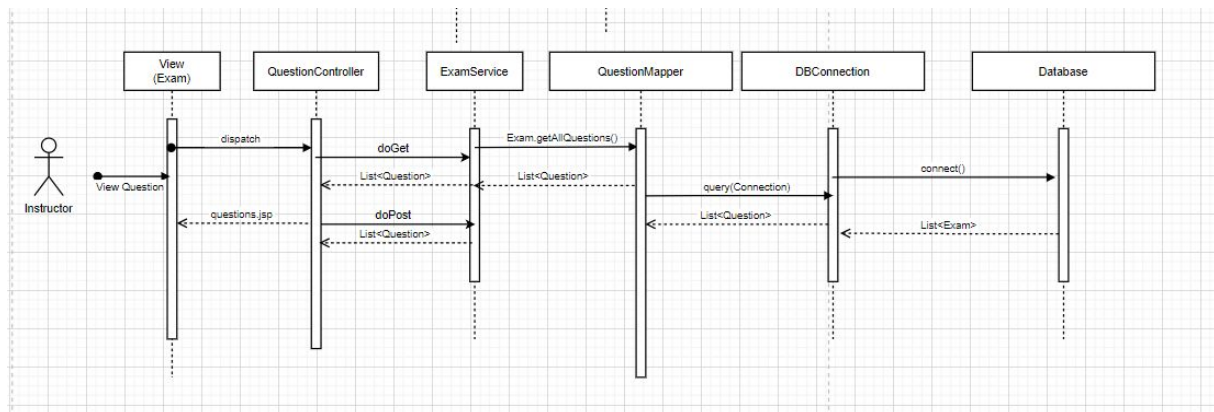 View
(Exam)
QuestionController
ExamService
QuestionMapper
DBConnection
Database
dispatch
doGet
Exam.getAllQuestions()
connect()
List<Question>
List<Question>
View Question
query(Connection)
Instructor
questions.jsp
doPost
List<Question>
List<Exam>
List<Question>